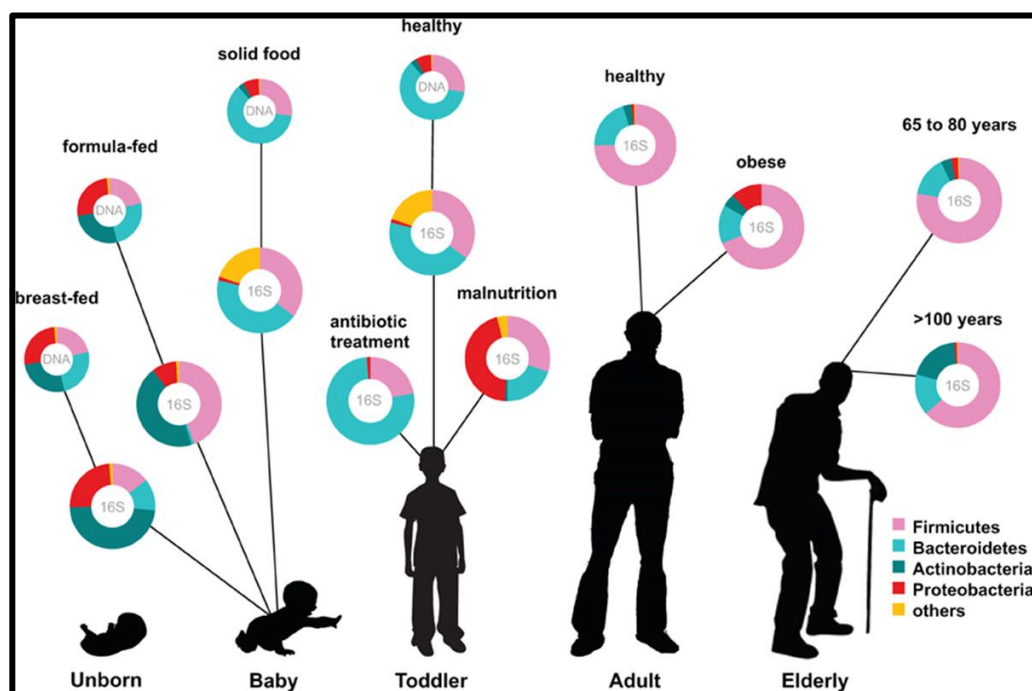 healthy
solid food
DNA
DNA
healthy
16S
formula-fed
DNA
65 to 80 years
16S
obese
16S
16S
16S
breast-fed
DNA
16S
malnutrition
16S
antibiotic
treatment
16S
>100 years
16S
16S
16S
Firmicutes
Bacteroidetes
Actinobacteria
Proteobacteria
others
Unborn
Baby
Toddler
Adult
Elderly